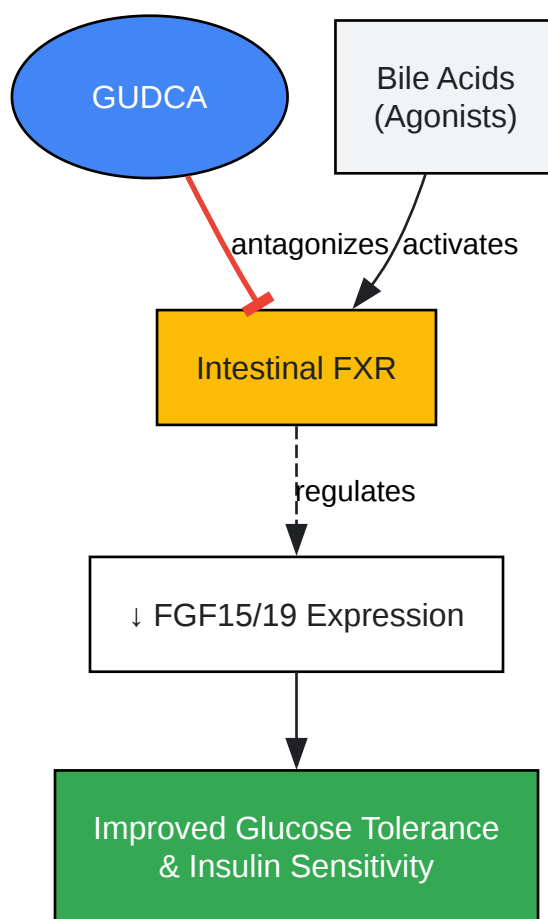 GUDCA
Bile Acids
(Agonists)
antagonizes
activates
Intestinal FXR
regulates
↓ FGF15/19 Expression
Improved Glucose Tolerance
& Insulin Sensitivity